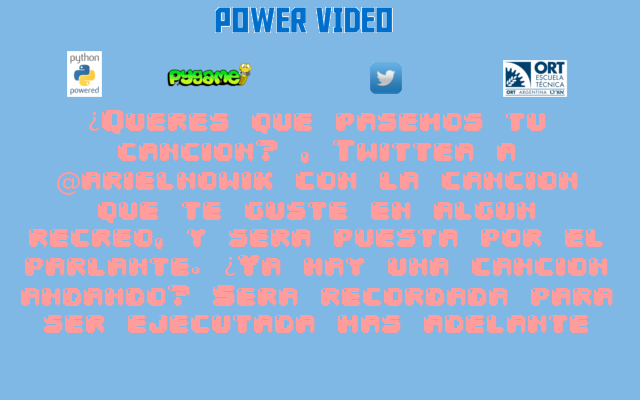 POWER VIDEO
python
powered
pygame
ORT
ESCUELA
TÉCNICA
ORT ARGENTINA
¿Queres que pasemos tu
cancion? , Twittea a
@arielnowik con la cancion
que te guste en algun
recreo, y sera puesta por el
parlante. ¿Ya hay una cancion
andando? Sera recordada para
ser ejecutada mas adelante